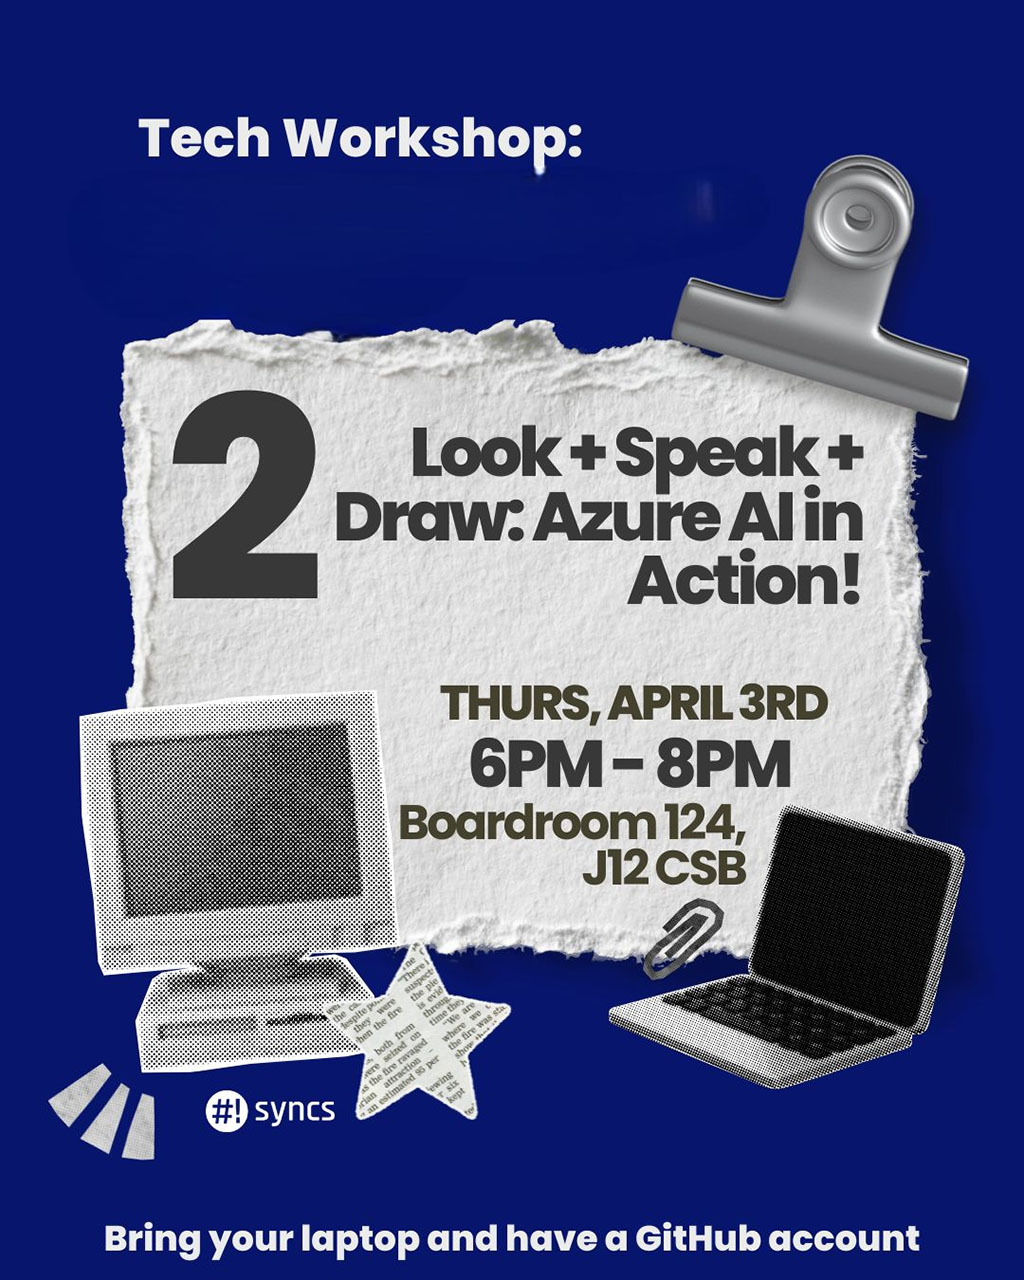 Tech Workshop:
2
Look + Speak +
Draw: Azure AI in
Action!
THURS, APRIL 3RD
6PM – 8PM
Boardroom 124,
J12 CSB
#! syncs
Bring your laptop and have a GitHub account